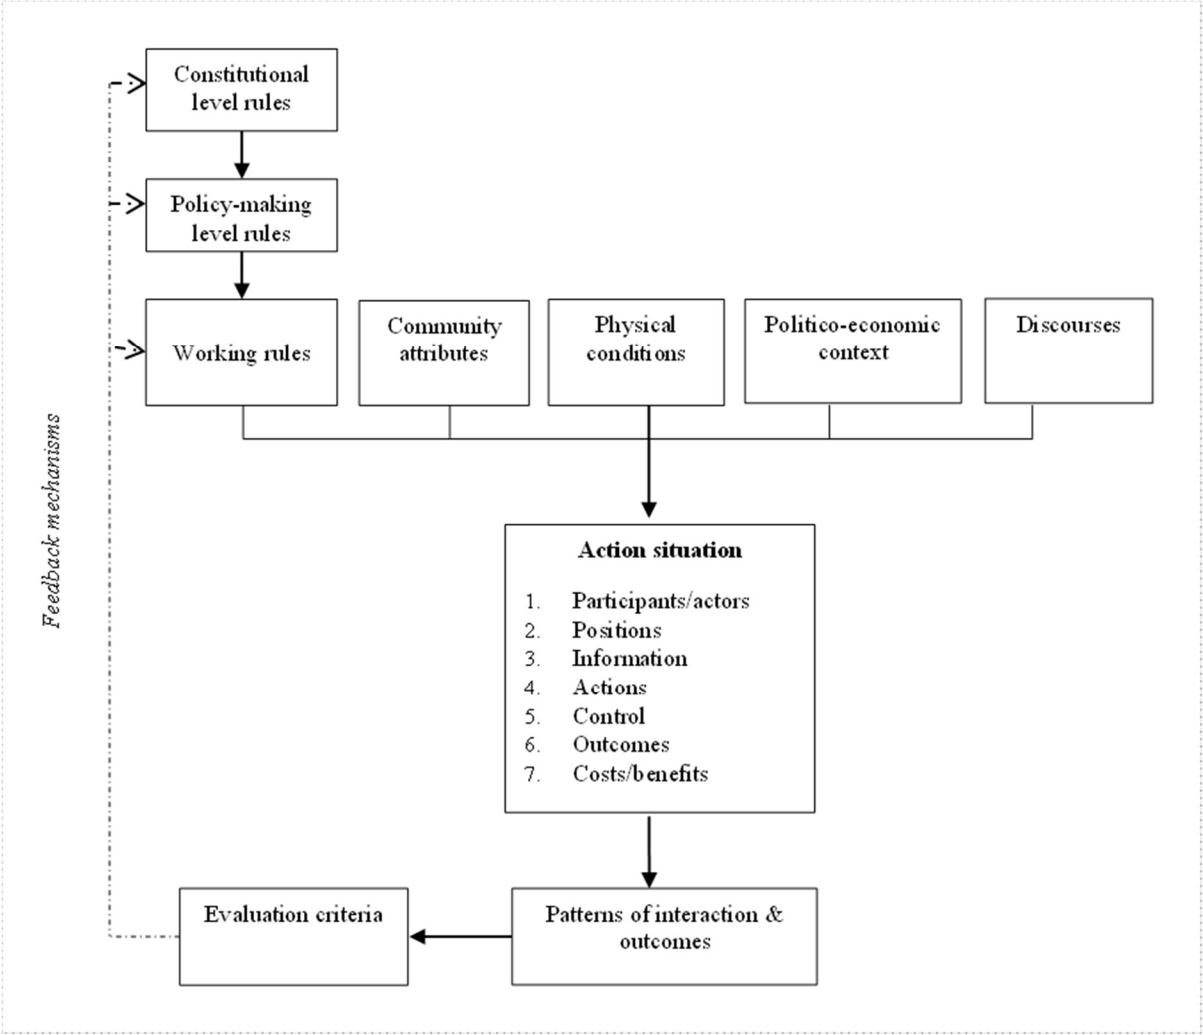 Constitutional
level rules
Policy-making
level rules
Working rules
Community
attributes
Physical
conditions
Politico-economic
context
Discourses
Feedback mechanisms
Action situation
1. Participants/actors
2. Positions
3. Information
4. Actions
5. Control
6. Outcomes
7. Costs/benefits
Evaluation criteria
Patterns of interaction &
outcomes